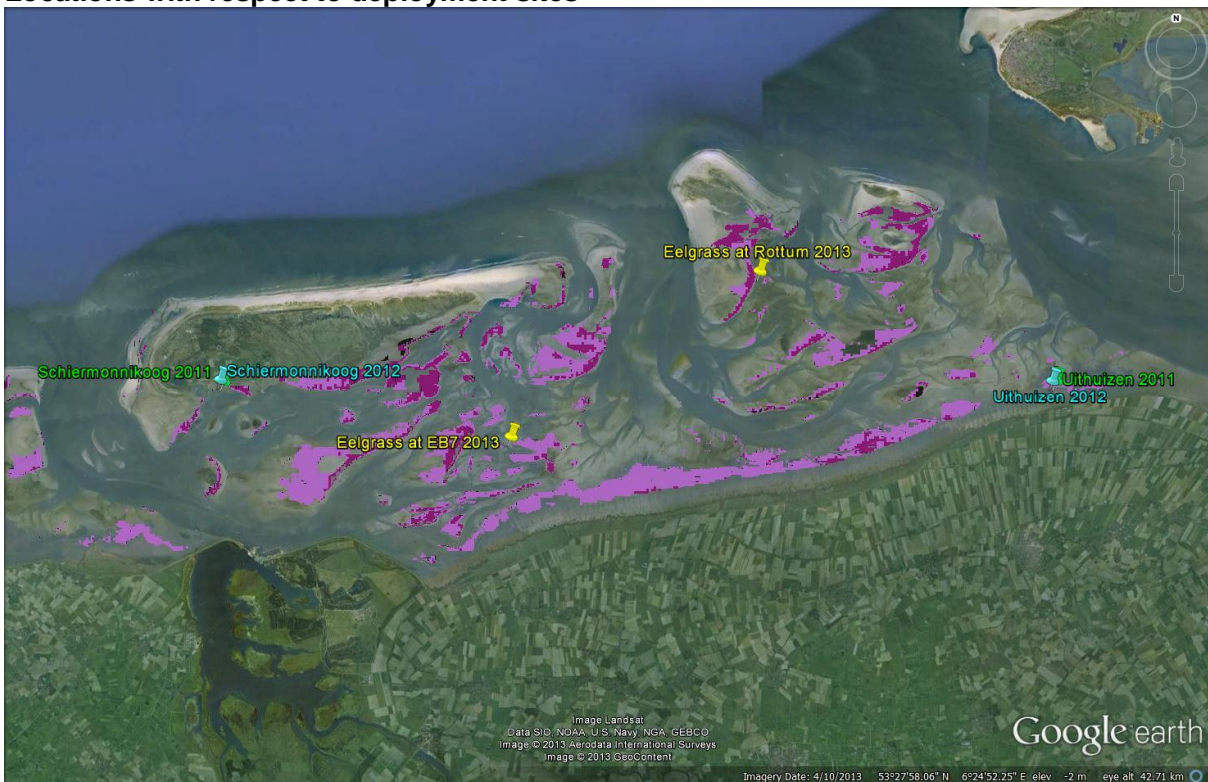 Locations with respect to deployment sites
N
Eelgrass at Rottum 2013
Schiermonnikoog 2011
Schiermonnikoog 2012
Uithuizen 2011
Uithuizen 2012
Eelgrass at EB7 2013
Image Landsat
Data SIO, NOAA, U.S. Navy, NGA, GEBCO
Image © 2013 Aerodata International Surveys
Image © 2013 GeoContent
Google earth
Imagery Date: 4/10/2013 53°27'58.06" N 6°24'52.25" E elev -2 m eye alt 42.71 km